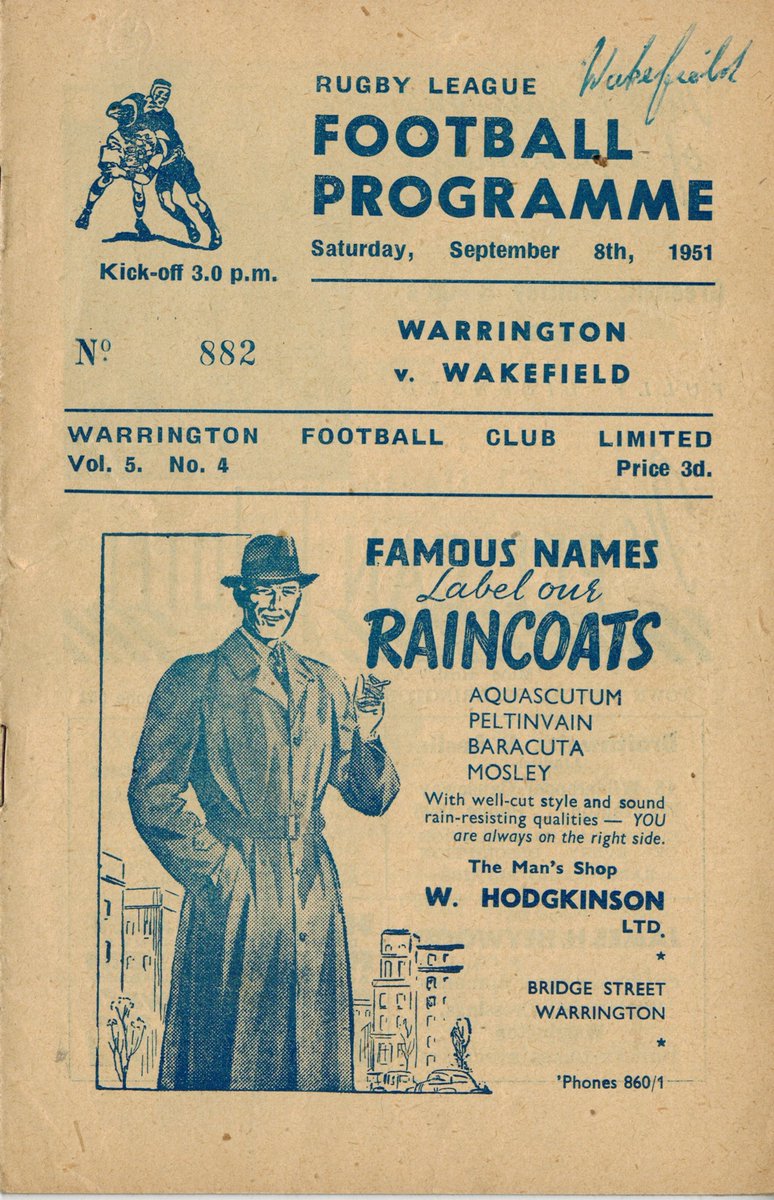 Wakefield
RUGBY LEAGUE
FOOTBALL
PROGRAMME
Saturday, September 8th, 1951
Kick-off 3.0 p.m.
Nº 882
WARRINGTON
v. WAKEFIELD
WARRINGTON FOOTBALL CLUB LIMITED
Vol. 5. No. 4 Price 3d.
FAMOUS NAMES
Label our
RAINCOATS
AQUASCUTUM
PELTINVAIN
BARACUTA
MOSLEY
With well-cut style and sound
rain-resisting qualities — YOU
are always on the right side.
The Man's Shop
W. HODGKINSON
LTD.
*
BRIDGE STREET
WARRINGTON
*
'Phones 860/1